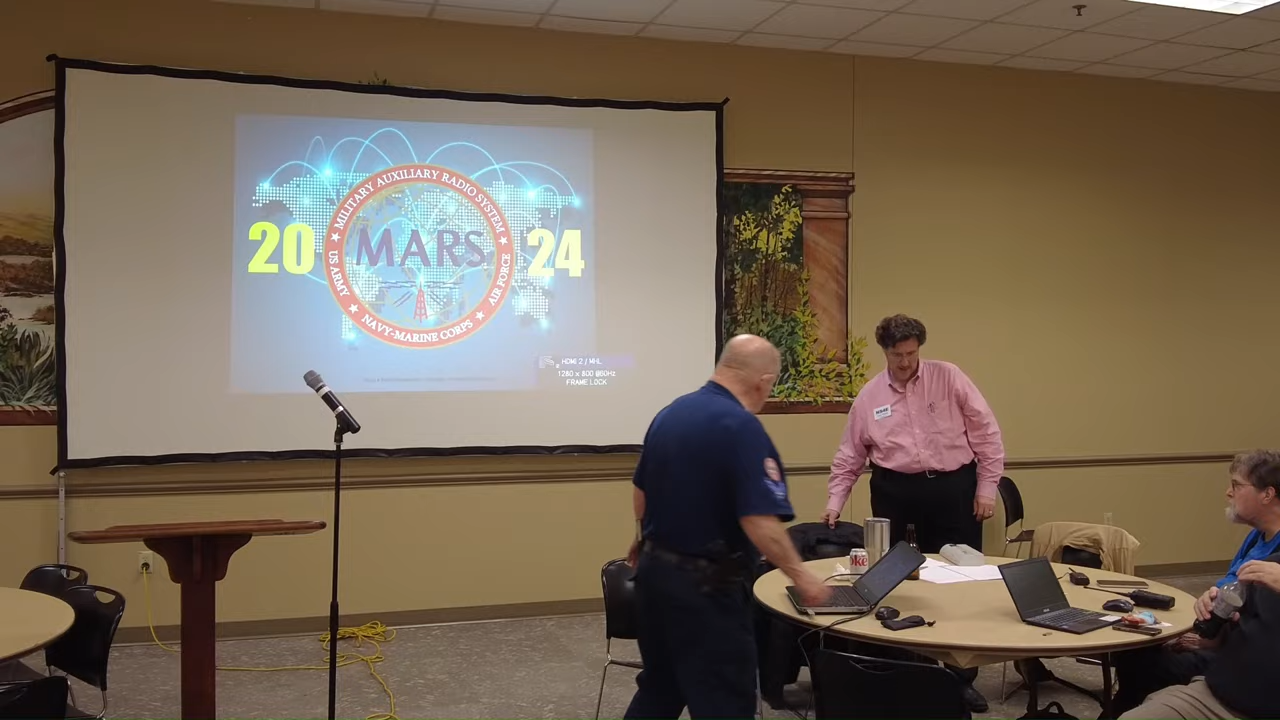 MILITARY AUXILIARY RADIO SYSTEM
20 MARS 24
US ARMY
AIR FORCE
NAVY-MARINE CORPS
HDMI 2 / MHL
1280 x 800 @60Hz
FRAME LOCK
oke